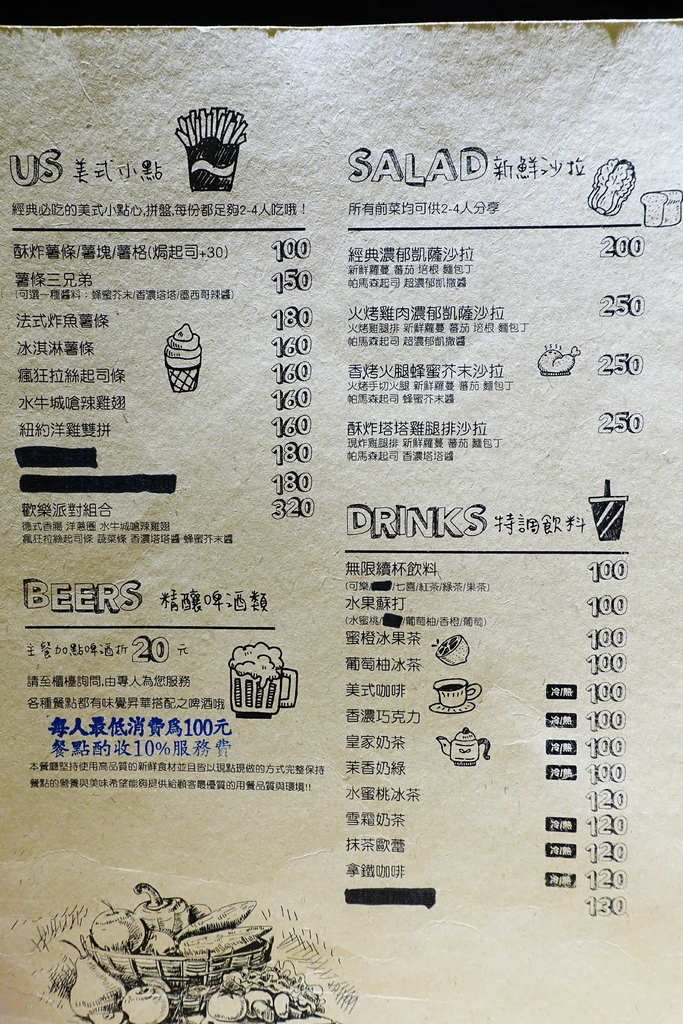 US 美式小點
經典必吃的美式小點心,拼盤,每份都足夠2-4人吃哦！
酥炸薯條/薯塊/薯格(焗起司+30) 100
薯條三兄弟 150
(可選一種醬料：蜂蜜芥末/香濃塔塔/墨西哥辣醬)
法式炸魚薯條 180
冰淇淋薯條 160
瘋狂拉絲起司條 160
水牛城嗆辣雞翅 160
紐約洋雞雙拼 160
180
180
歡樂派對組合 320
德式香腸 洋蔥圈 水牛城嗆辣雞翅
瘋狂拉絲起司條 蔬菜條 香濃塔塔醬 蜂蜜芥末醬
BEERS 精釀啤酒類
主餐加點啤酒折20元
請至櫃檯詢問,由專人為您服務
各種餐點都有味覺昇華搭配之啤酒哦
每人最低消費為100元
餐點酌收10%服務費
本餐廳堅持使用高品質的新鮮食材並且皆以現點現做的方式完整保持
餐點的營養與美味希望能夠提供給顧客最優質的用餐品質與環境!!
SALAD 新鮮沙拉
所有前菜均可供2-4人分享
經典濃郁凱薩沙拉 200
新鮮蘿蔓 蕃茄 培根 麵包丁
帕馬森起司 超濃郁凱撒醬
火烤雞肉濃郁凱薩沙拉 250
火烤雞腿排 新鮮蘿蔓 蕃茄 培根 麵包丁
帕馬森起司 超濃郁凱撒醬
香烤火腿蜂蜜芥末沙拉 250
火烤手切火腿 新鮮蘿蔓 蕃茄 麵包丁
帕馬森起司 蜂蜜芥末醬
酥炸塔塔雞腿排沙拉 250
現炸雞腿排 新鮮蘿蔓 蕃茄 麵包丁
帕馬森起司 香濃塔塔醬
DRINKS 特調飲料
無限續杯飲料 100
(可樂/ /七喜/紅茶/綠茶/果茶)
水果蘇打 100
(水蜜桃/ /葡萄柚/香橙/葡萄)
蜜橙冰果茶 100
葡萄柚冰茶 100
美式咖啡 冷/熱 100
香濃巧克力 冷/熱 100
皇家奶茶 冷/熱 100
茉香奶綠 冷/熱 100
水蜜桃冰茶 120
雪霜奶茶 冷/熱 120
抹茶歐蕾 冷/熱 120
拿鐵咖啡 冷/熱 120
130